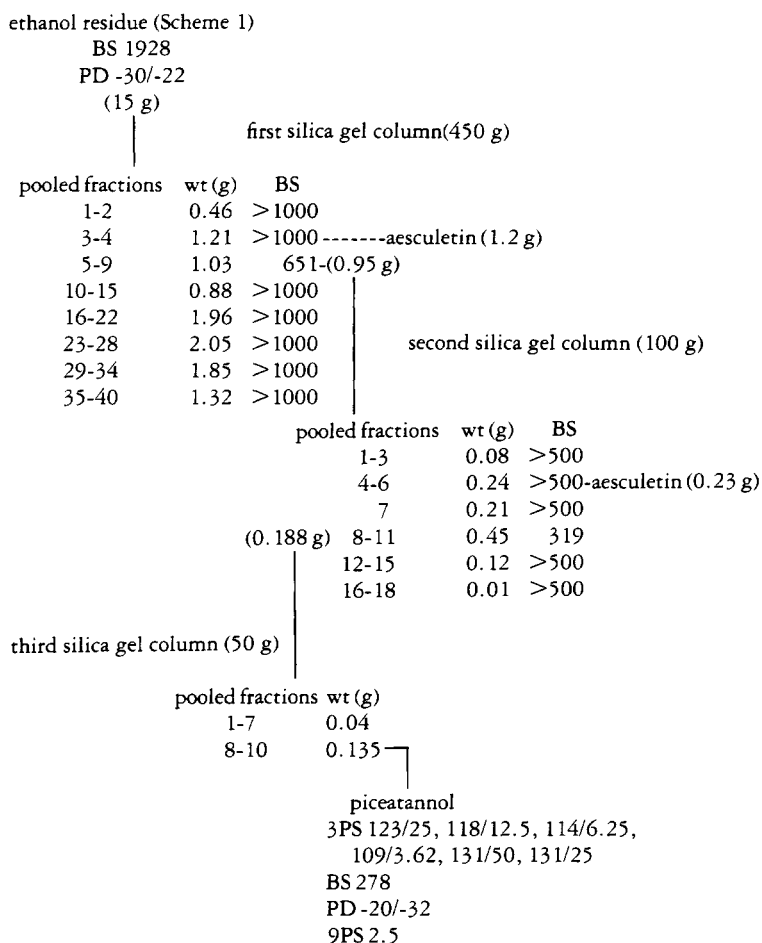 ethanol residue (Scheme 1)
BS 1928
PD -30/-22
(15 g)
first silica gel column(450 g)
pooled fractions wt (g) BS
1-2 0.46 >1000
3-4 1.21 >1000-------aesculetin (1.2 g)
5-9 1.03 651-(0.95 g)
10-15 0.88 >1000
16-22 1.96 >1000
23-28 2.05 >1000
second silica gel column (100 g)
29-34 1.85 >1000
35-40 1.32 >1000
pooled fractions wt (g) BS
1-3 0.08 >500
4-6 0.24 >500-aesculetin (0.23 g)
7 0.21 >500
(0.188 g) 8-11 0.45 319
12-15 0.12 >500
16-18 0.01 >500
third silica gel column (50 g)
pooled fractions wt (g)
1-7 0.04
8-10 0.135
piceatannol
3PS 123/25, 118/12.5, 114/6.25,
109/3.62, 131/50, 131/25
BS 278
PD -20/-32
9PS 2.5